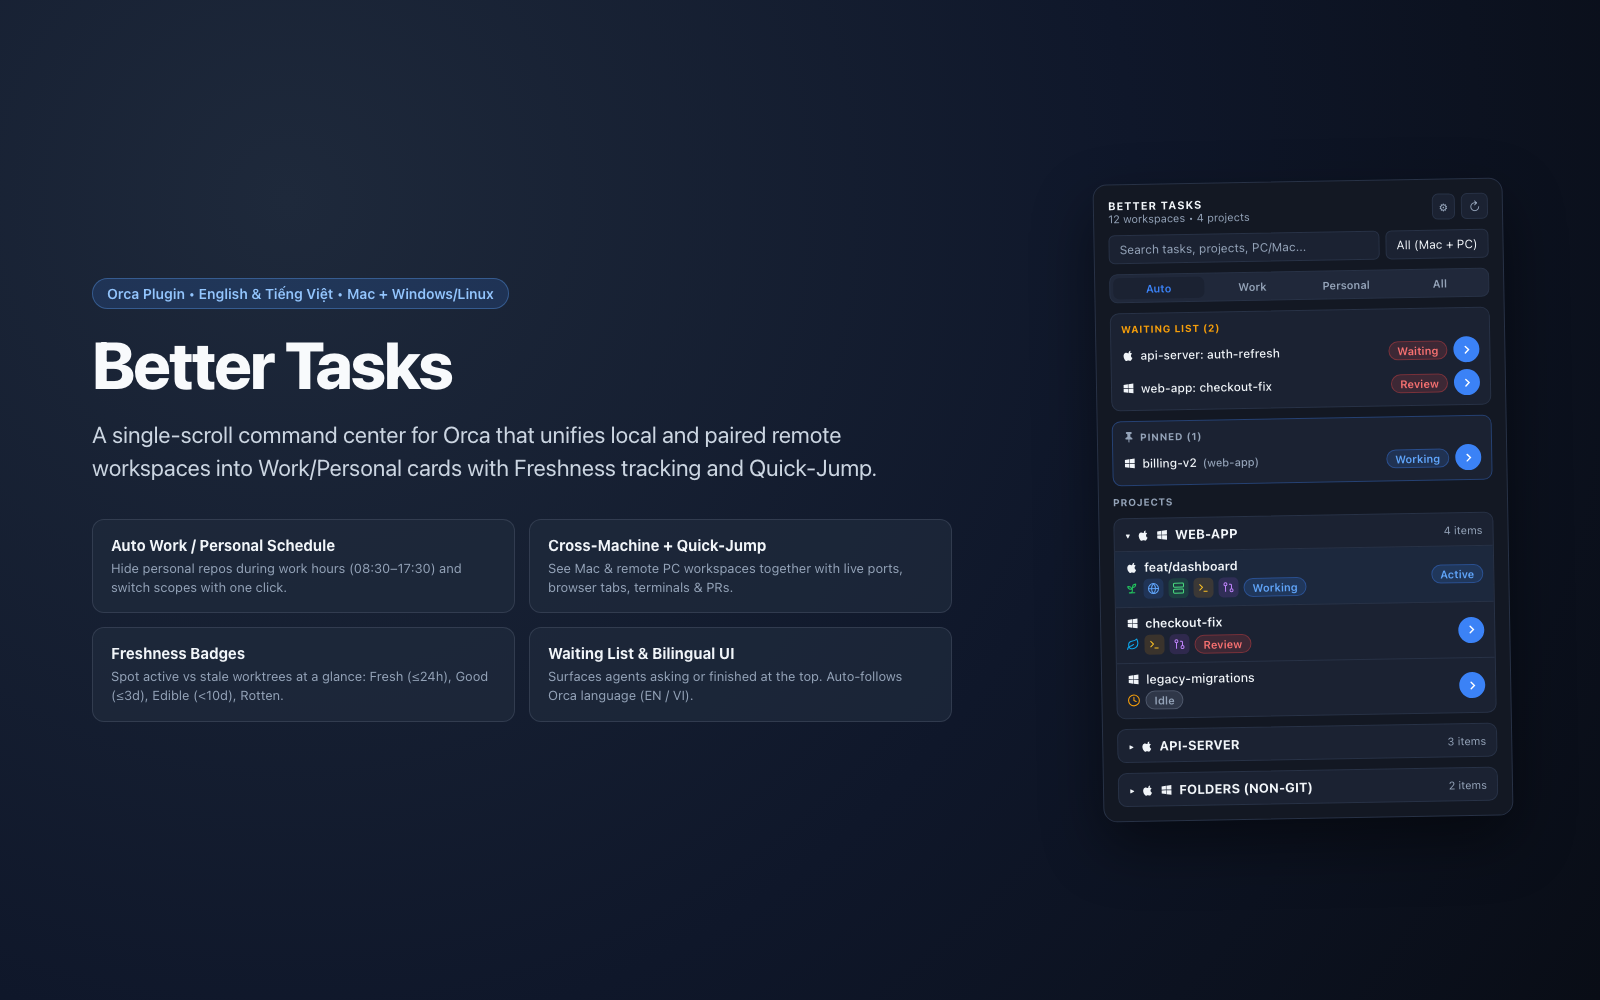 Orca Plugin • English & Tiếng Việt • Mac + Windows/Linux
Better Tasks
A single-scroll command center for Orca that unifies local and paired remote
workspaces into Work/Personal cards with Freshness tracking and Quick-Jump.
Auto Work / Personal Schedule
Hide personal repos during work hours (08:30–17:30) and
switch scopes with one click.
Cross-Machine + Quick-Jump
See Mac & remote PC workspaces together with live ports,
browser tabs, terminals & PRs.
Freshness Badges
Spot active vs stale worktrees at a glance: Fresh (≤24h), Good
(≤3d), Edible (<10d), Rotten.
Waiting List & Bilingual UI
Surfaces agents asking or finished at the top. Auto-follows
Orca language (EN / VI).
BETTER TASKS
12 workspaces • 4 projects
Search tasks, projects, PC/Mac...
All (Mac + PC)
Auto Work Personal All
WAITING LIST (2)
api-server: auth-refresh Waiting
web-app: checkout-fix Review
PINNED (1)
billing-v2 (web-app) Working
PROJECTS
WEB-APP 4 items
feat/dashboard Active
Working
checkout-fix
Review
legacy-migrations
Idle
API-SERVER 3 items
FOLDERS (NON-GIT) 2 items